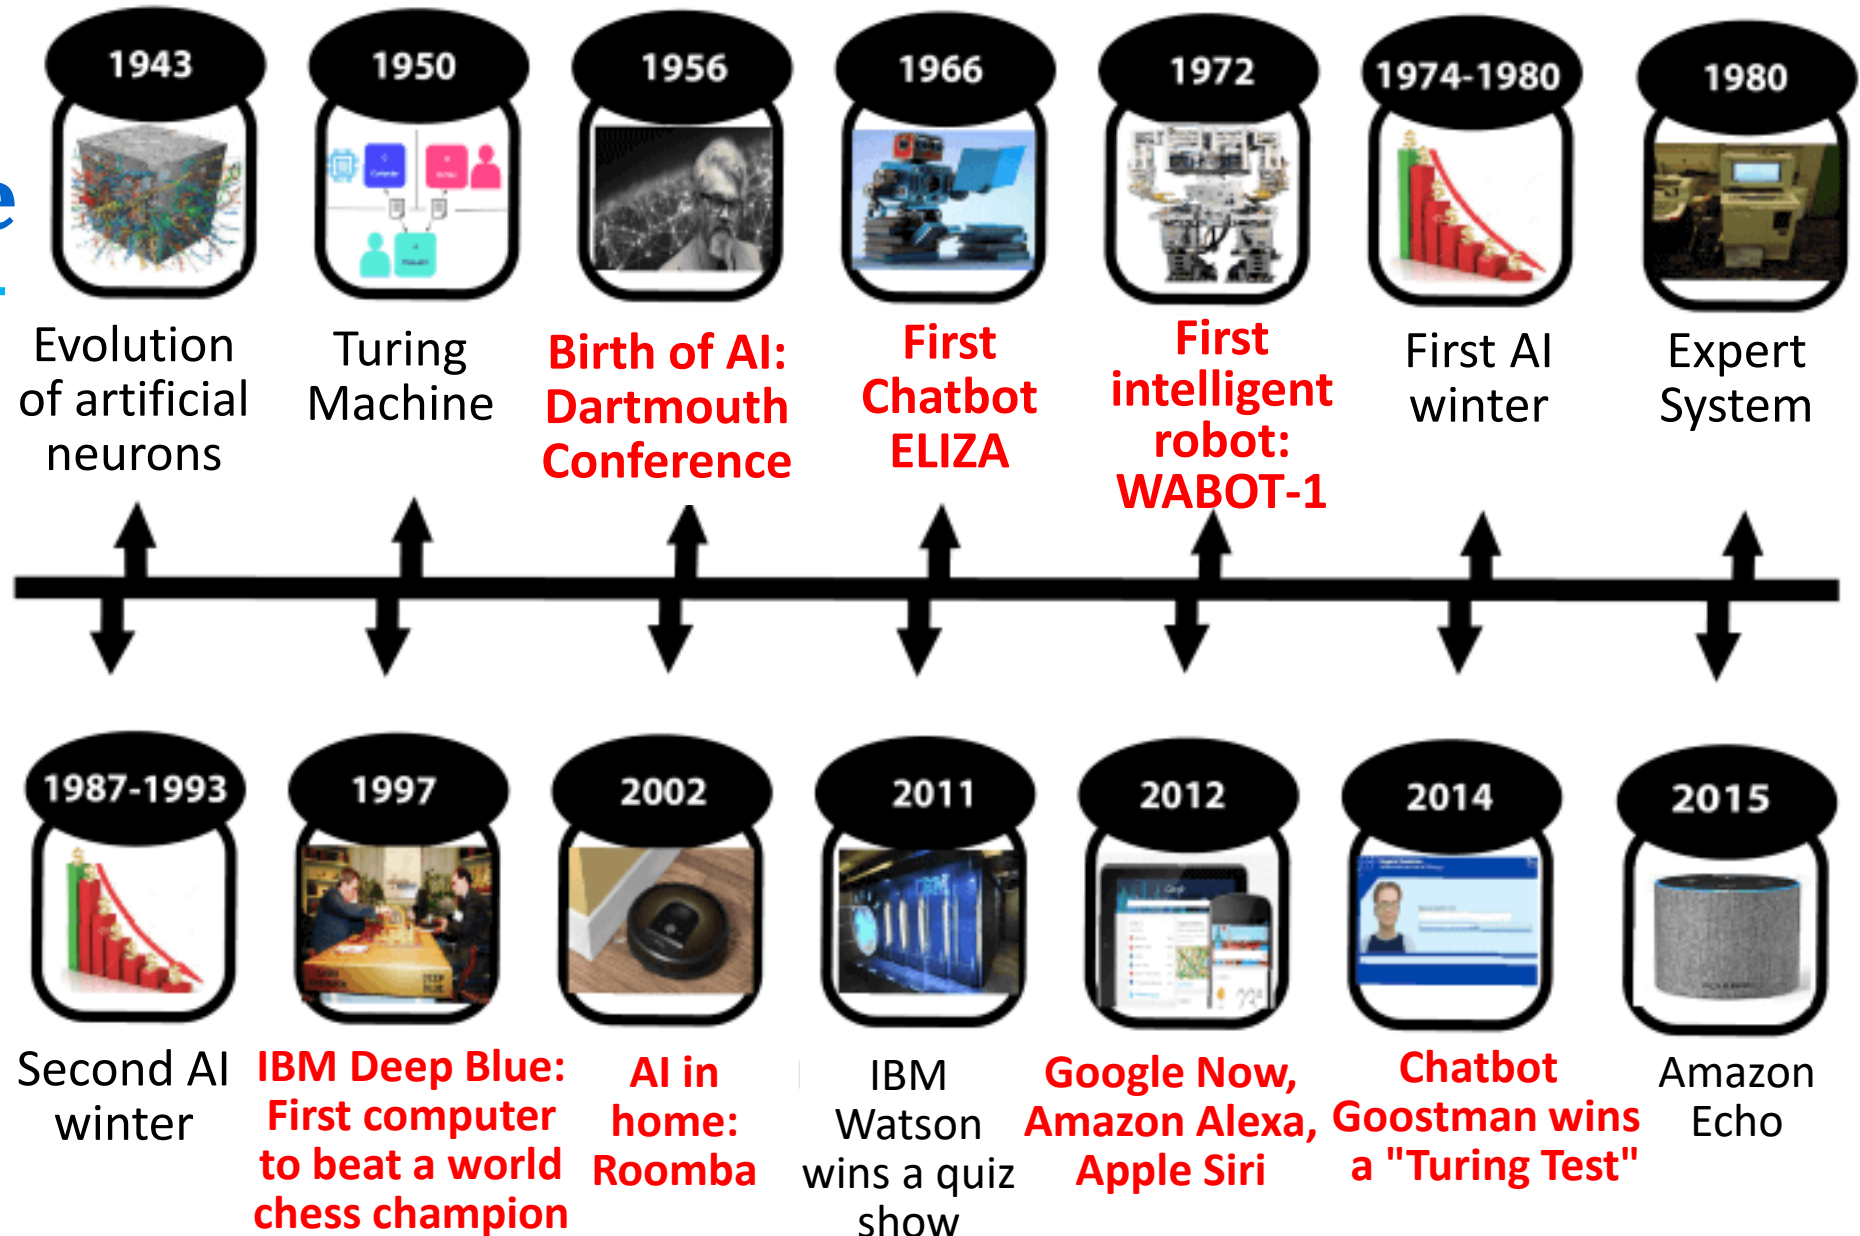 1943
1950
1956
1966
1972
1974-1980
1980
e
Evolution
of artificial
neurons
Turing
Machine
Birth of AI:
Dartmouth
Conference
First
Chatbot
ELIZA
First
intelligent
robot:
WABOT-1
First AI
winter
Expert
System
1987-1993
1997
2002
2011
2012
2014
2015
IBM
DEEP
BLUE
Second AI
winter
IBM Deep Blue:
First computer
to beat a world
chess champion
AI in
home:
Roomba
IBM
Watson
wins a quiz
show
Google Now,
Amazon Alexa,
Apple Siri
Chatbot
Goostman wins
a "Turing Test"
Amazon
Echo